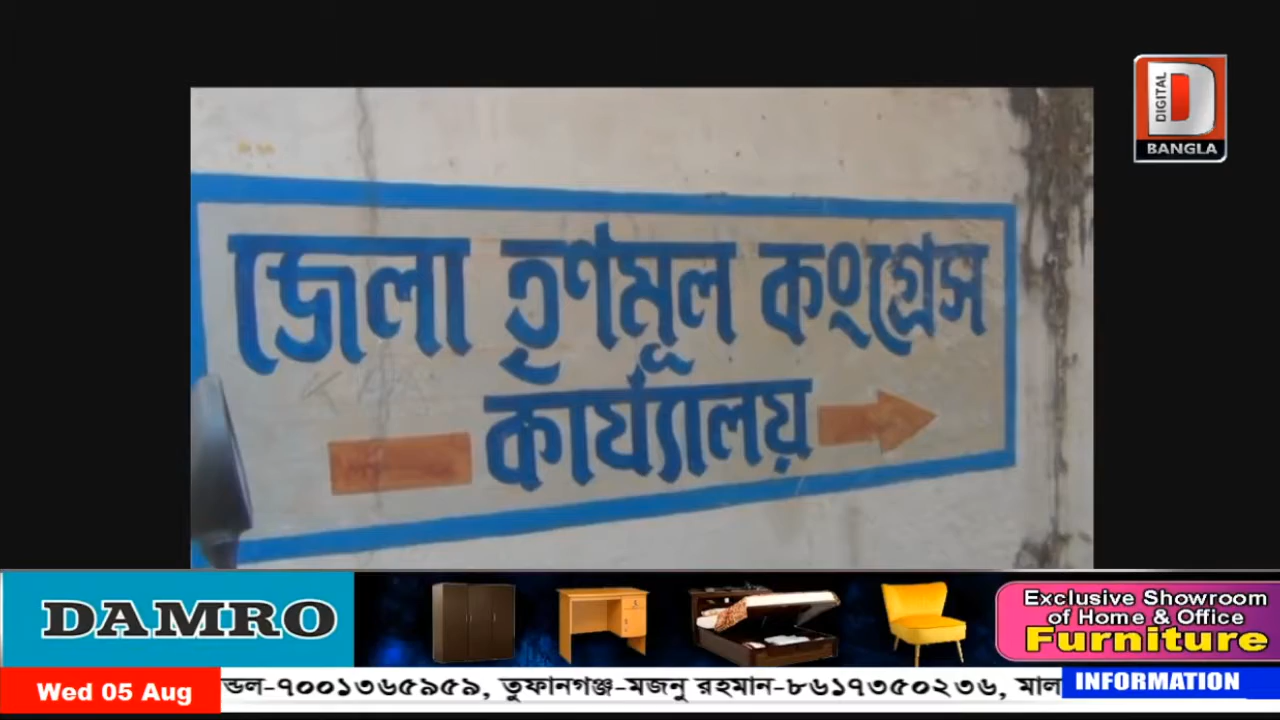 DIGITAL
BANGLA
জেলা তৃণমূল কংগ্রেস
কার্য্যালয়
DAMRO
Exclusive Showroom
of Home & Office
Furniture
Wed 05 Aug
ন্ডল-৭০০১৩৬৫৯৫৯, তুফানগঞ্জ-মজনু রহমান-৮৬১৭৩৫০২৩৬, মাল
INFORMATION